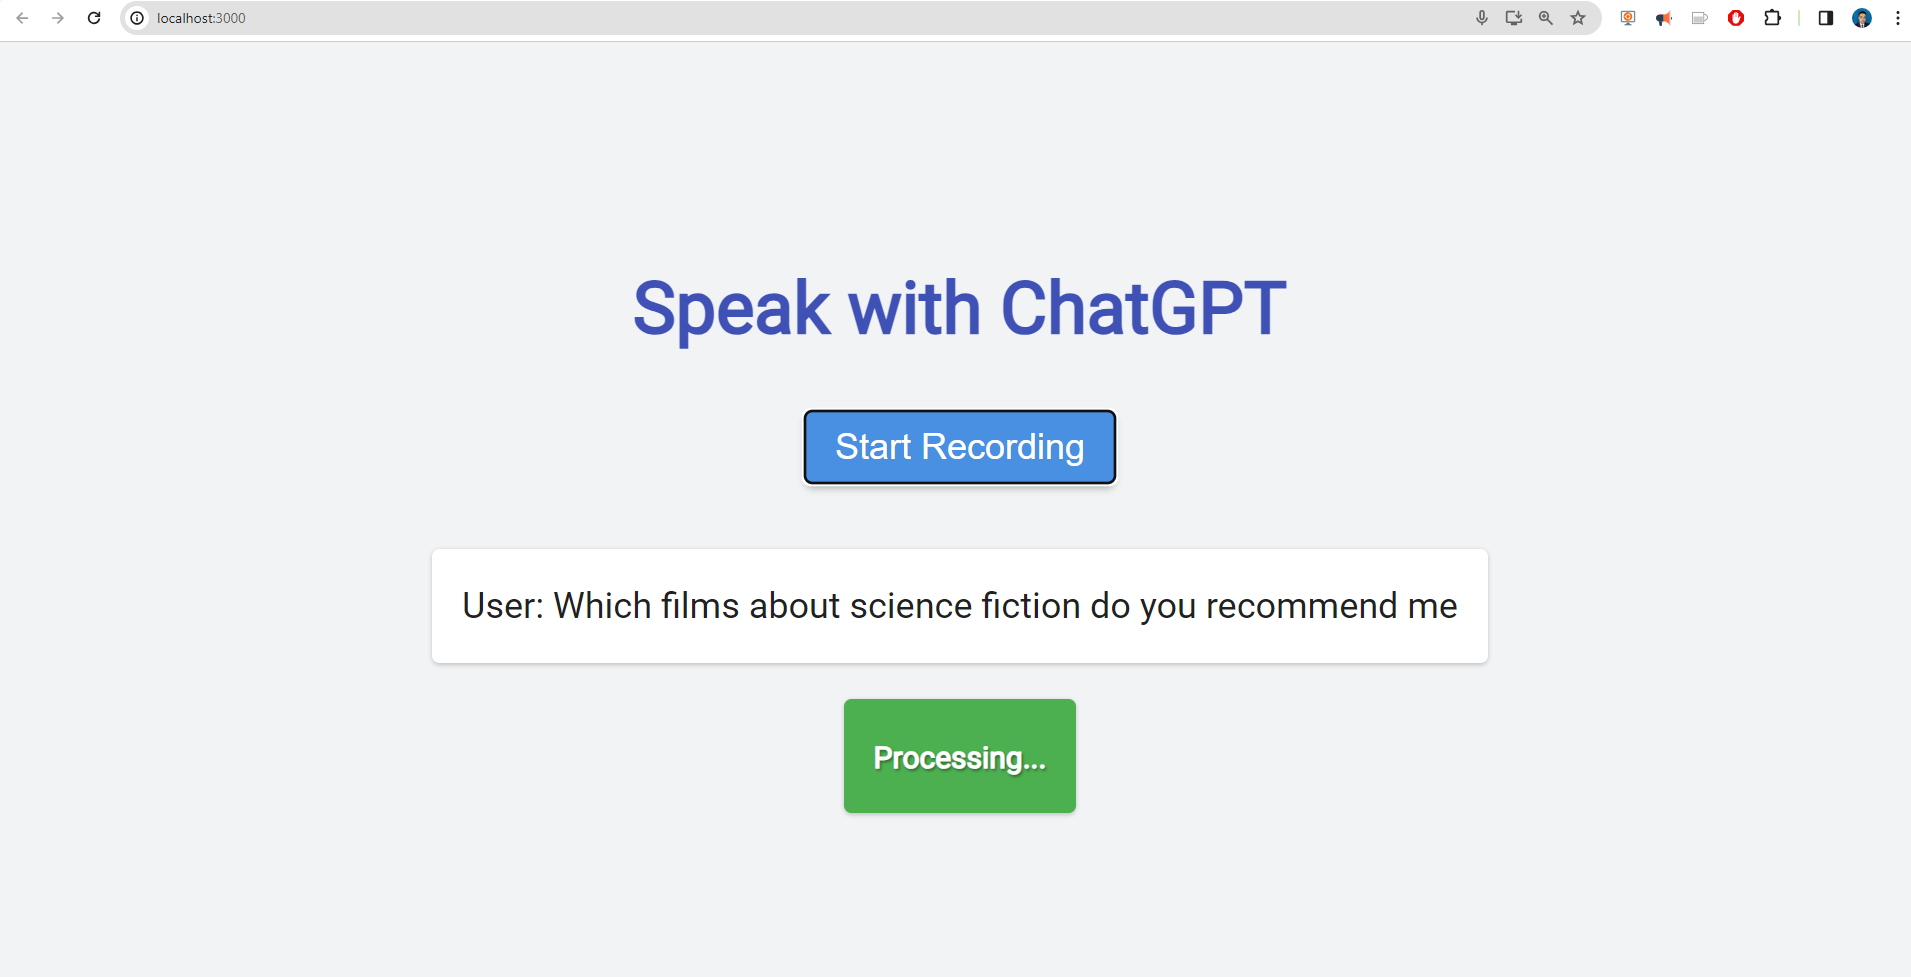 localhost:3000
Speak with ChatGPT
Start Recording
User: Which films about science fiction do you recommend me
Processing...